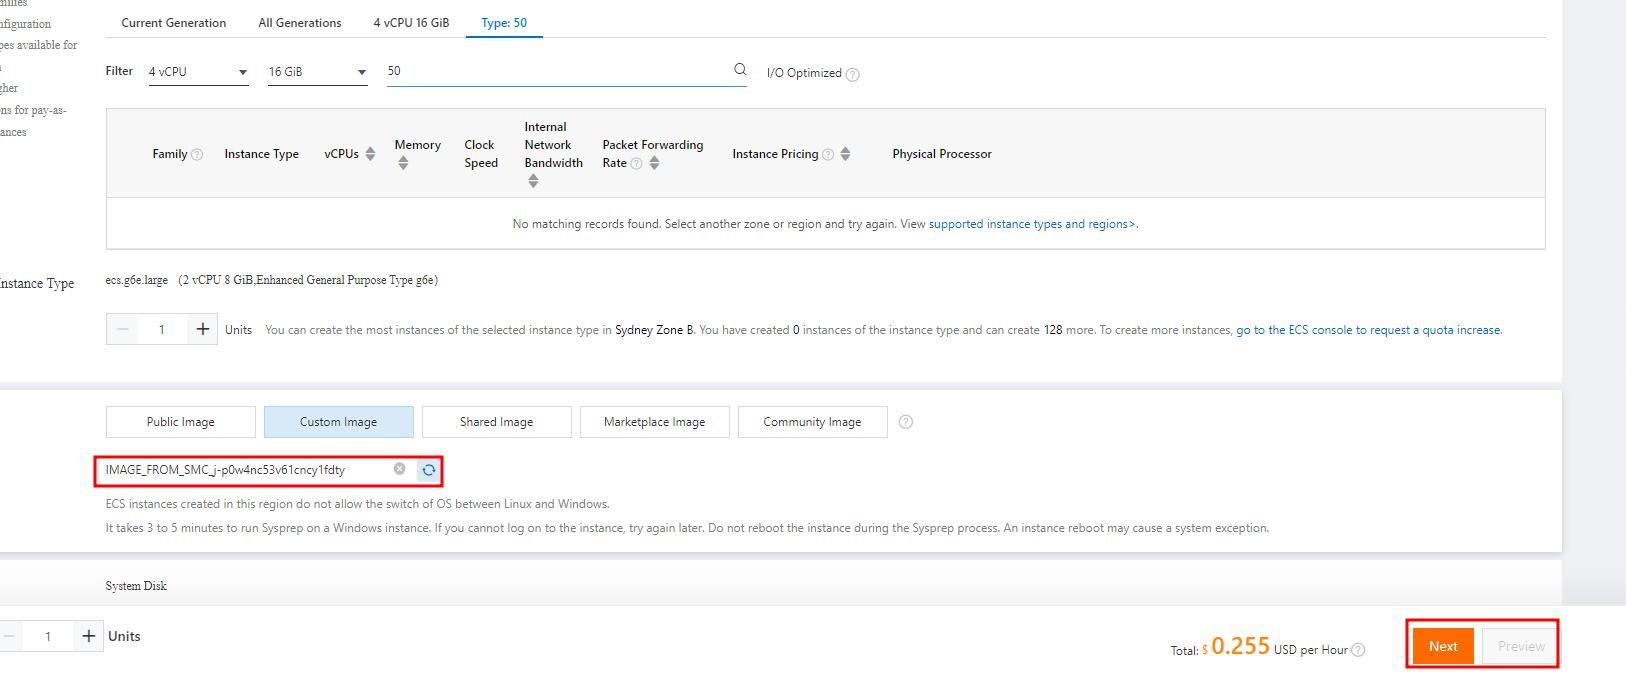 Current Generation
All Generations
4 vCPU 16 GiB
Type: 50
nfiguration
pes available for
gher
ns for pay-as-
ances
Filter
4 vCPU
16 GiB
50
I/O Optimized
Family
Instance Type
vCPUs
Memory
Clock
Speed
Internal
Network
Bandwidth
Packet Forwarding
Rate
Instance Pricing
Physical Processor
No matching records found. Select another zone or region and try again. View supported instance types and regions>.
nstance Type
ecs.g6e.large (2 vCPU 8 GiB,Enhanced General Purpose Type g6e)
1
Units
You can create the most instances of the selected instance type in Sydney Zone B. You have created 0 instances of the instance type and can create 128 more. To create more instances, go to the ECS console to request a quota increase.
Public Image
Custom Image
Shared Image
Marketplace Image
Community Image
IMAGE_FROM_SMC_j-p0w4nc53v61cncy1fdty
ECS instances created in this region do not allow the switch of OS between Linux and Windows.
It takes 3 to 5 minutes to run Sysprep on a Windows instance. If you cannot log on to the instance, try again later. Do not reboot the instance during the Sysprep process. An instance reboot may cause a system exception.
System Disk
1
Units
Total: $ 0.255 USD per Hour
Next
Preview